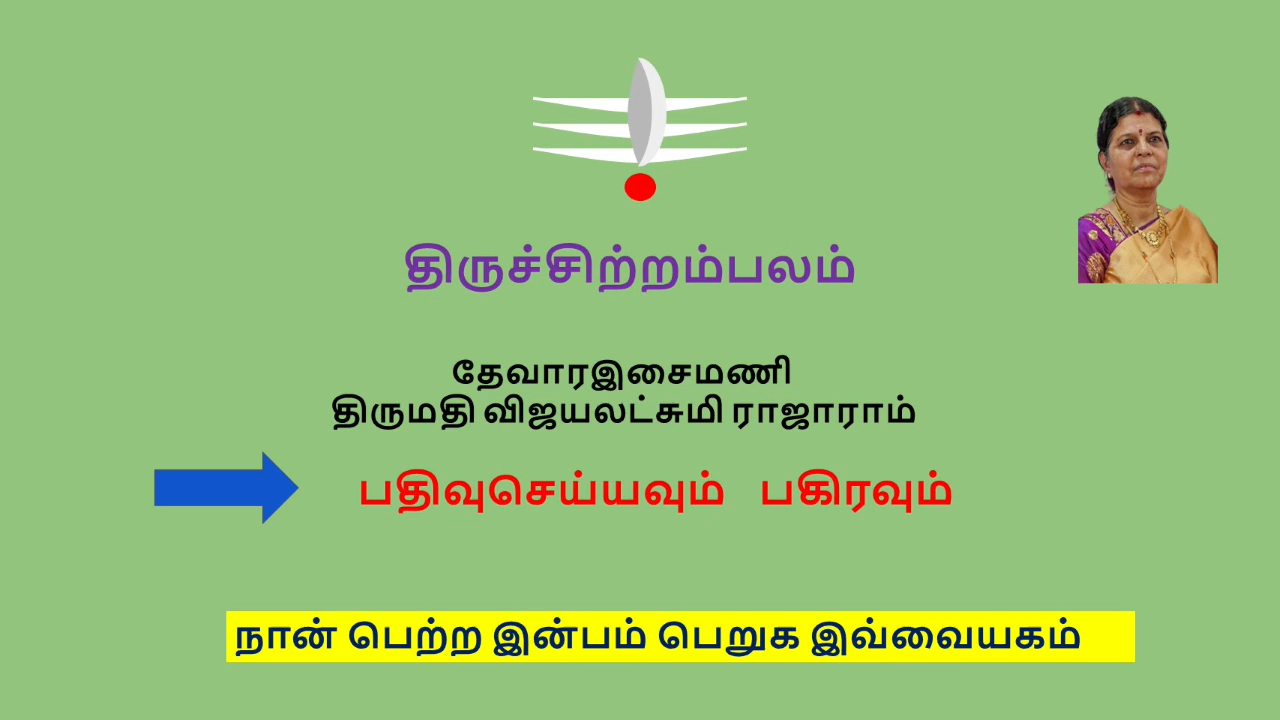 திருச்சிற்றம்பலம்
தேவாரஇசைமணி
திருமதி விஜயலட்சுமி ராஜாராம்
பதிவுசெய்யவும் பகிரவும்
நான் பெற்ற இன்பம் பெறுக இவ்வையகம்